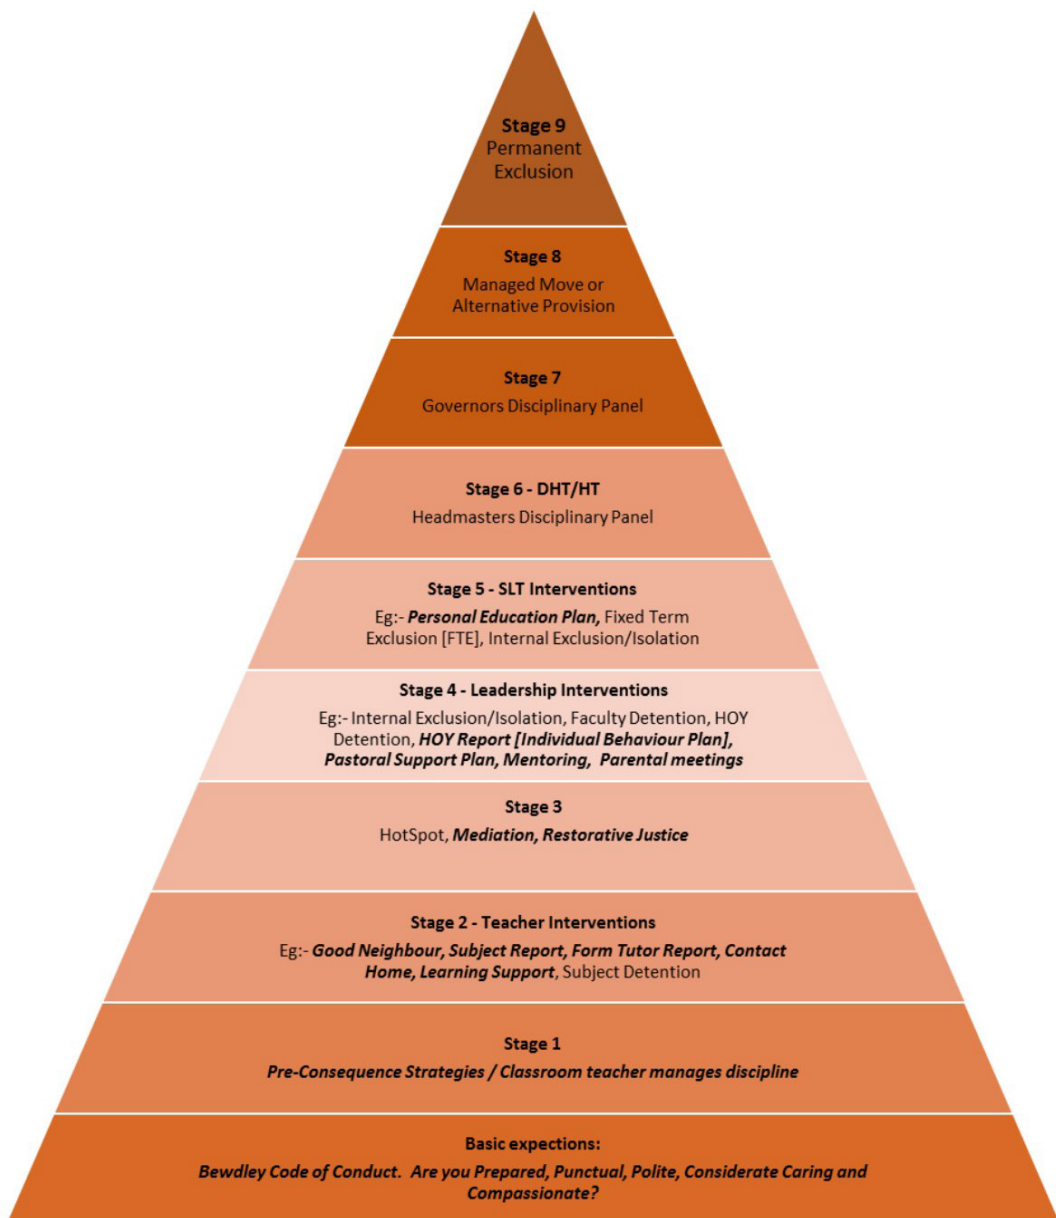 Stage 9
Permanent
Exclusion
Stage 8
Managed Move or
Alternative Provision
Stage 7
Governors Disciplinary Panel
Stage 6 - DHT/HT
Headmasters Disciplinary Panel
Stage 5 - SLT Interventions
Eg:- Personal Education Plan, Fixed Term
Exclusion [FTE], Internal Exclusion/Isolation
Stage 4 - Leadership Interventions
Eg:- Internal Exclusion/Isolation, Faculty Detention, HOY
Detention, HOY Report [Individual Behaviour Plan],
Pastoral Support Plan, Mentoring, Parental meetings
Stage 3
HotSpot, Mediation, Restorative Justice
Stage 2 - Teacher Interventions
Eg:- Good Neighbour, Subject Report, Form Tutor Report, Contact
Home, Learning Support, Subject Detention
Stage 1
Pre-Consequence Strategies / Classroom teacher manages discipline
Basic expections:
Bewdley Code of Conduct. Are you Prepared, Punctual, Polite, Considerate Caring and
Compassionate?